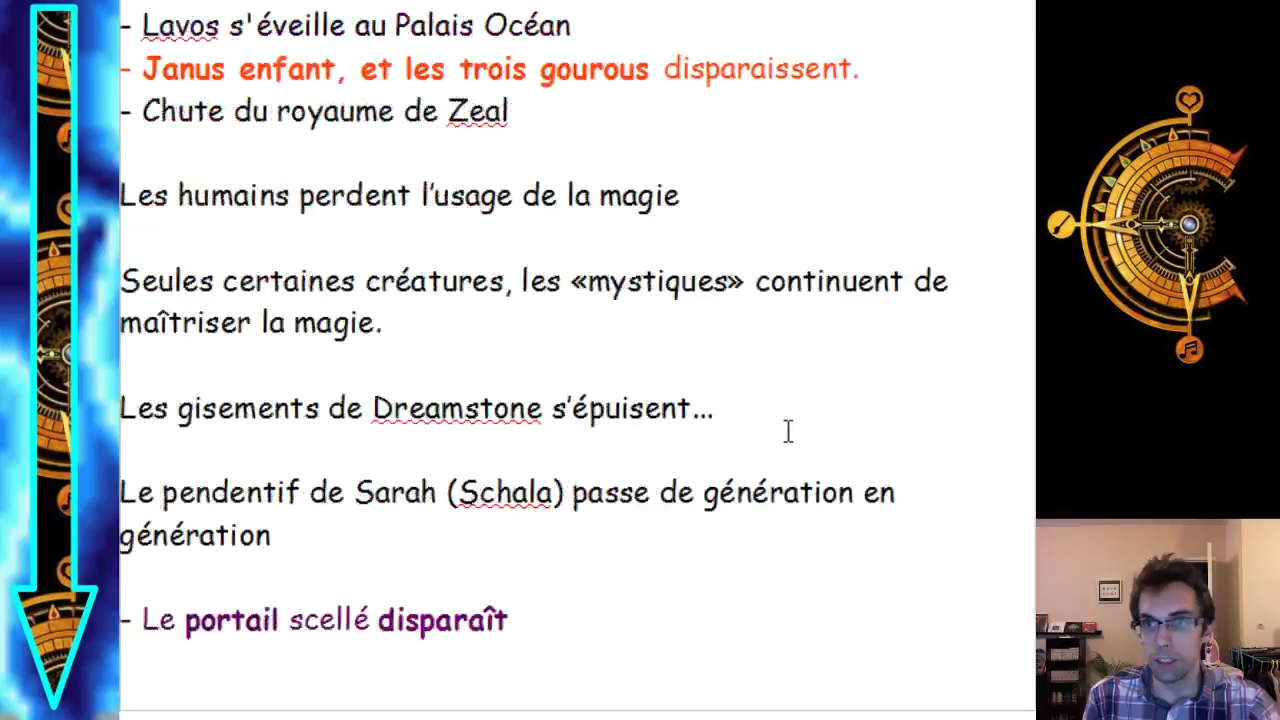 - Lavos s'éveille au Palais Océan
- Janus enfant, et les trois gourous disparaissent.
- Chute du royaume de Zeal
Les humains perdent l’usage de la magie
Seules certaines créatures, les «mystiques» continuent de
maîtriser la magie.
Les gisements de Dreamstone s’épuisent...
Le pendentif de Sarah (Schala) passe de génération en
génération
- Le portail scellé disparaît